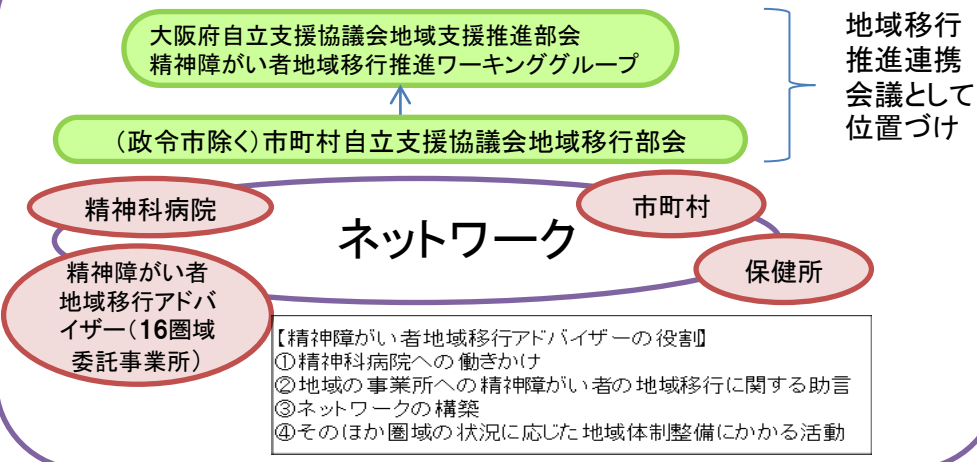 大阪府自立支援協議会地域支援推進部会
精神障がい者地域移行推進ワーキンググループ
地域移行
推進連携
会議として
位置づけ
(政令市除く)市町村自立支援協議会地域移行部会
精神科病院
ネットワーク
市町村
保健所
精神障がい者
地域移行アドバ
イザー(16圏域
委託事業所)
【精神障がい者地域移行アドバイザーの役割】
①精神科病院への働きかけ
②地域の事業所への精神障がい者の地域移行に関する助言
③ネットワークの構築
④そのほか圏域の状況に応じた地域体制整備にかかる活動